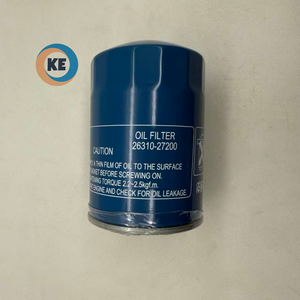 KE
OIL FILTER
26310-27200
CAUTION
A THIN FILM OF OIL TO THE SURFACE
BEFORE SCREWING ON.
TORQUE 2.2~2.5kgf.m.
ENGINE AND CHECK FOR OIL LEAKAGE.